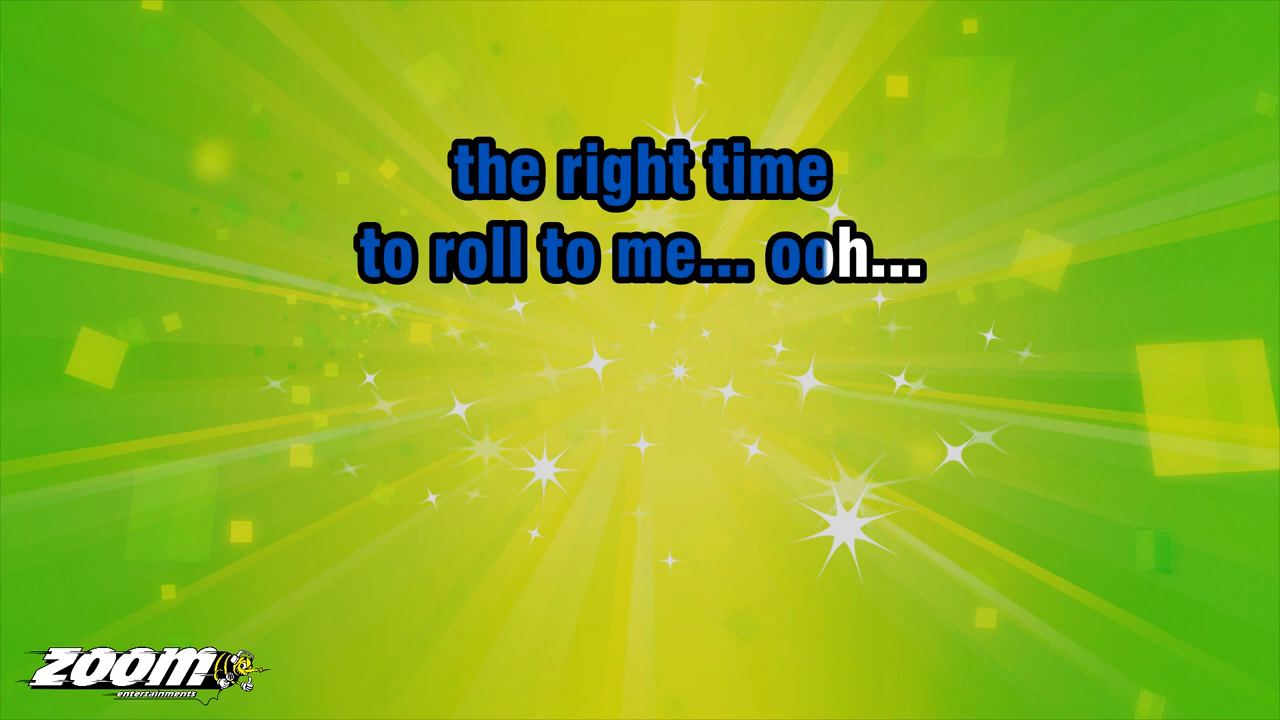 the right time
to roll to me... ooh...
zoom
entertainments